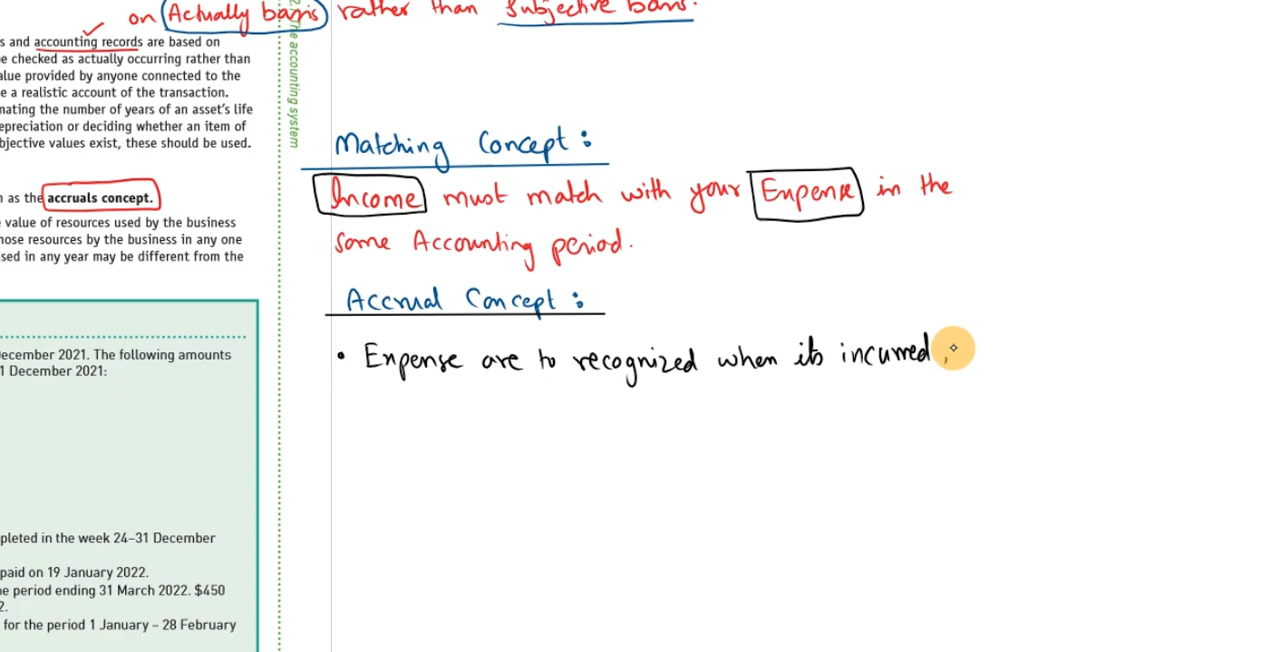 on Actually basis rather than Subjective basis.
s and accounting records are based on
e checked as actually occurring rather than
alue provided by anyone connected to the
e a realistic account of the transaction.
nating the number of years of an asset's life
epreciation or deciding whether an item of
bjective values exist, these should be used.
2. The accounting system
Matching Concept:
Income must match with your Expense in the
same Accounting period.
n as the accruals concept.
e value of resources used by the business
hose resources by the business in any one
sed in any year may be different from the
Accrual Concept:
• Expense are to recognized when its incurred,
ecember 2021. The following amounts
1 December 2021:
pleted in the week 24–31 December
paid on 19 January 2022.
ne period ending 31 March 2022. $450
2.
for the period 1 January – 28 February